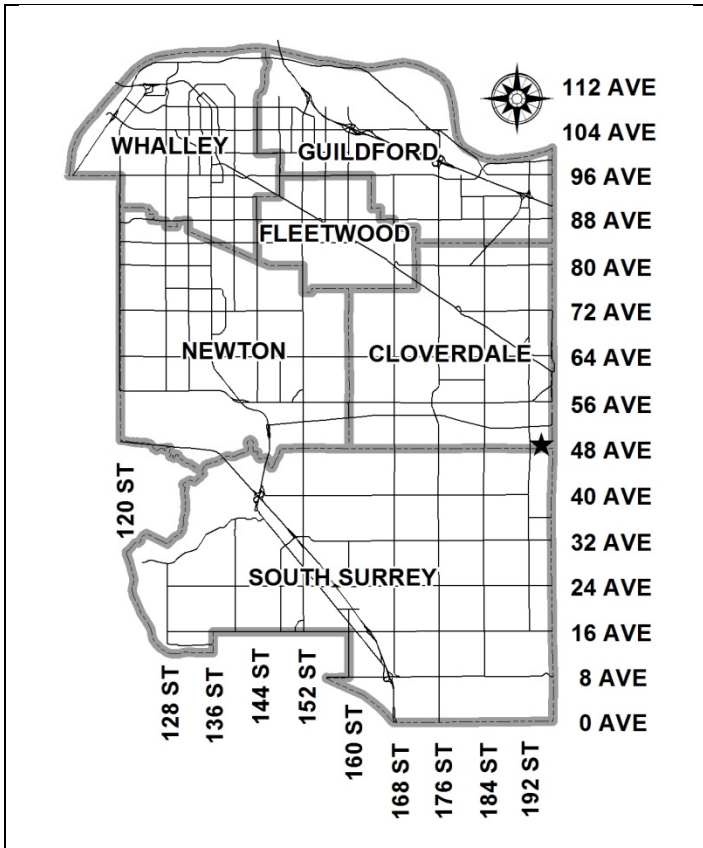 112 AVE
104 AVE
WHALLEY
GUILDFORD
96 AVE
88 AVE
FLEETWOOD
80 AVE
72 AVE
NEWTON
CLOVERDALE
64 AVE
56 AVE
48 AVE
120 ST
40 AVE
32 AVE
SOUTH SURREY
24 AVE
16 AVE
8 AVE
0 AVE
128 ST
136 ST
144 ST
152 ST
160 ST
168 ST
176 ST
184 ST
192 ST